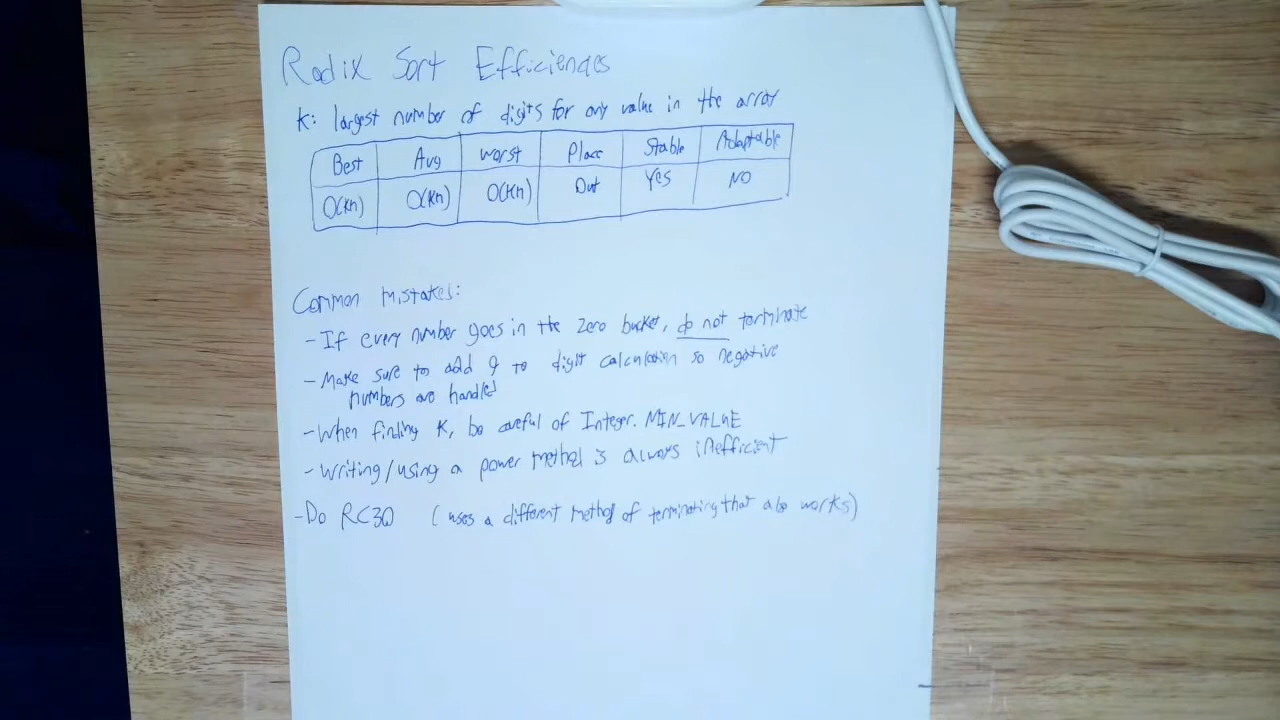 Radix Sort Efficiences
K: largest number of digits for any value in the array
Best Avg Worst Place Stable Adaptable
O(Kn) O(Kn) O(Kn) Out Yes NO
Common Mistakes:
- If every number goes in the zero bucket, do not terminate
- Make sure to add 9 to digit calculation so negative
numbers are handled
- When finding K, be careful of Integer.MIN_VALUE
- Writing/using a power method is always inefficient
- Do RC30 (uses a different method of terminating that also works)